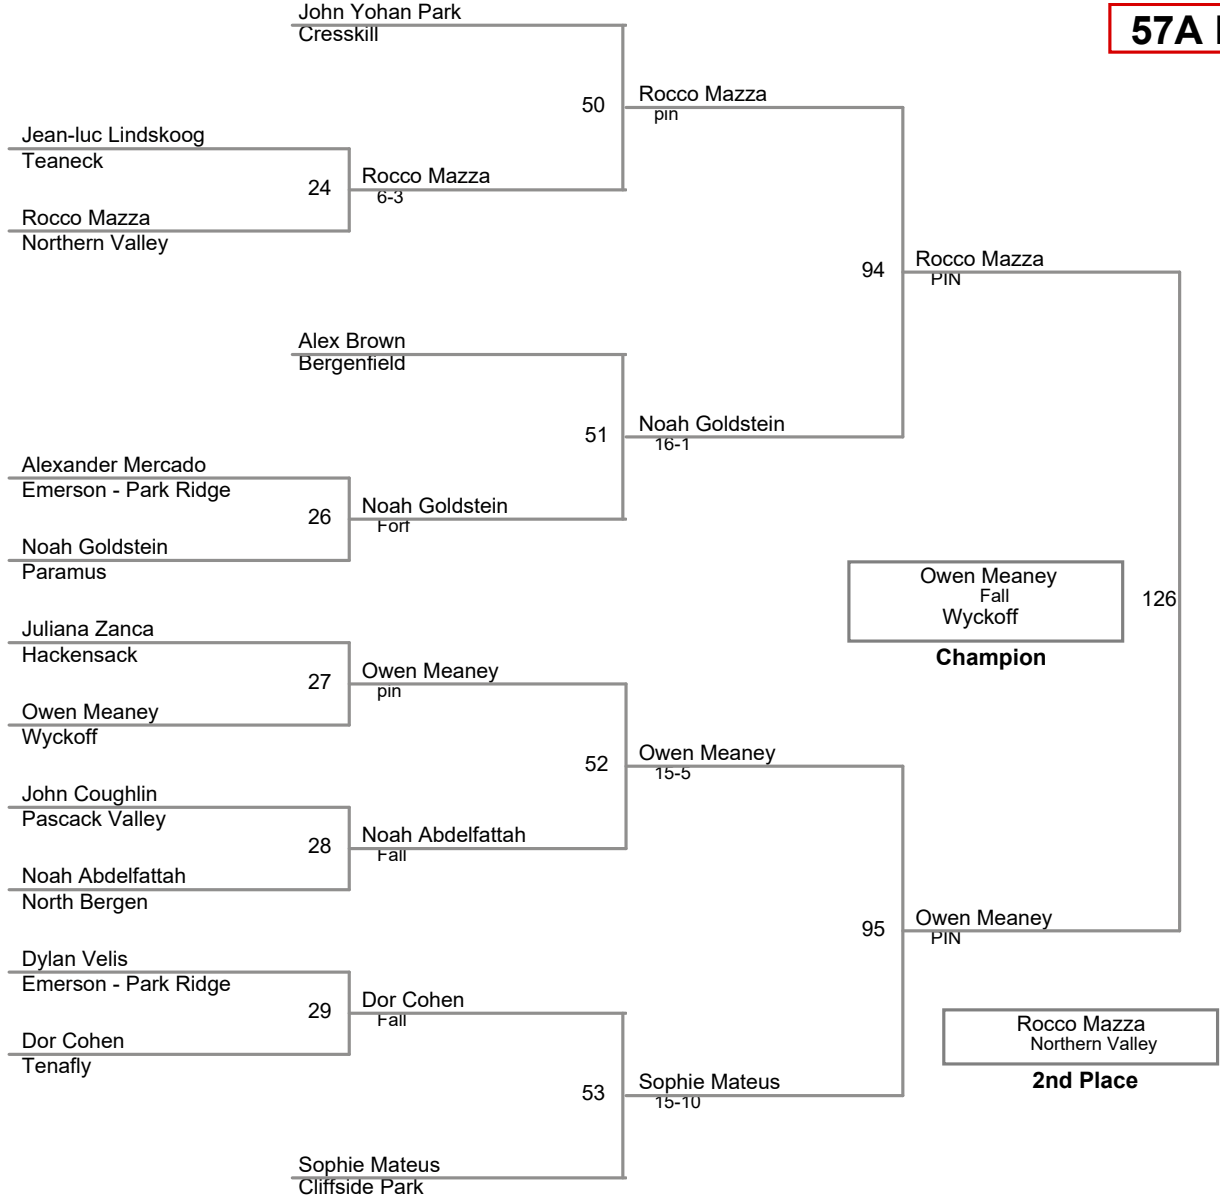 John Yohan Park
Cresskill
57A
50
Rocco Mazza
pin
Jean-luc Lindskoog
Teaneck
24
Rocco Mazza
6-3
Rocco Mazza
Northern Valley
94
Rocco Mazza
PIN
Alex Brown
Bergenfield
51
Noah Goldstein
16-1
Alexander Mercado
Emerson - Park Ridge
26
Noah Goldstein
Forf
Noah Goldstein
Paramus
Owen Meaney
Fall
Wyckoff
Champion
126
Juliana Zanca
Hackensack
27
Owen Meaney
pin
Owen Meaney
Wyckoff
52
Owen Meaney
15-5
John Coughlin
Pascack Valley
28
Noah Abdelfattah
Fall
Noah Abdelfattah
North Bergen
95
Owen Meaney
PIN
Dylan Velis
Emerson - Park Ridge
29
Dor Cohen
Fall
Dor Cohen
Tenafly
Rocco Mazza
Northern Valley
2nd Place
53
Sophie Mateus
15-10
Sophie Mateus
Cliffside Park